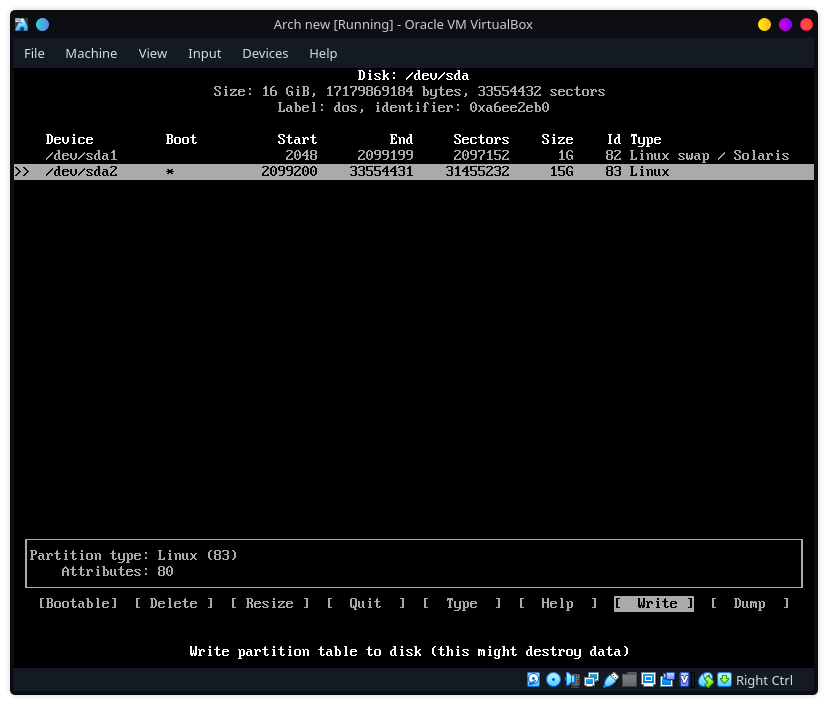 Arch new [Running] - Oracle VM VirtualBox
File Machine View Input Devices Help
Disk: /dev/sda
Size: 16 GiB, 17179869184 bytes, 33554432 sectors
Label: dos, identifier: 0xa6ee2eb0
Device Boot Start End Sectors Size Id Type
/dev/sda1 2048 2099199 2097152 1G 82 Linux swap / Solaris
>> /dev/sda2 * 2099200 33554431 31455232 15G 83 Linux
Partition type: Linux (83)
Attributes: 80
[Bootable] [ Delete ] [ Resize ] [ Quit ] [ Type ] [ Help ] [ Write ] [ Dump ]
Write partition table to disk (this might destroy data)
Right Ctrl